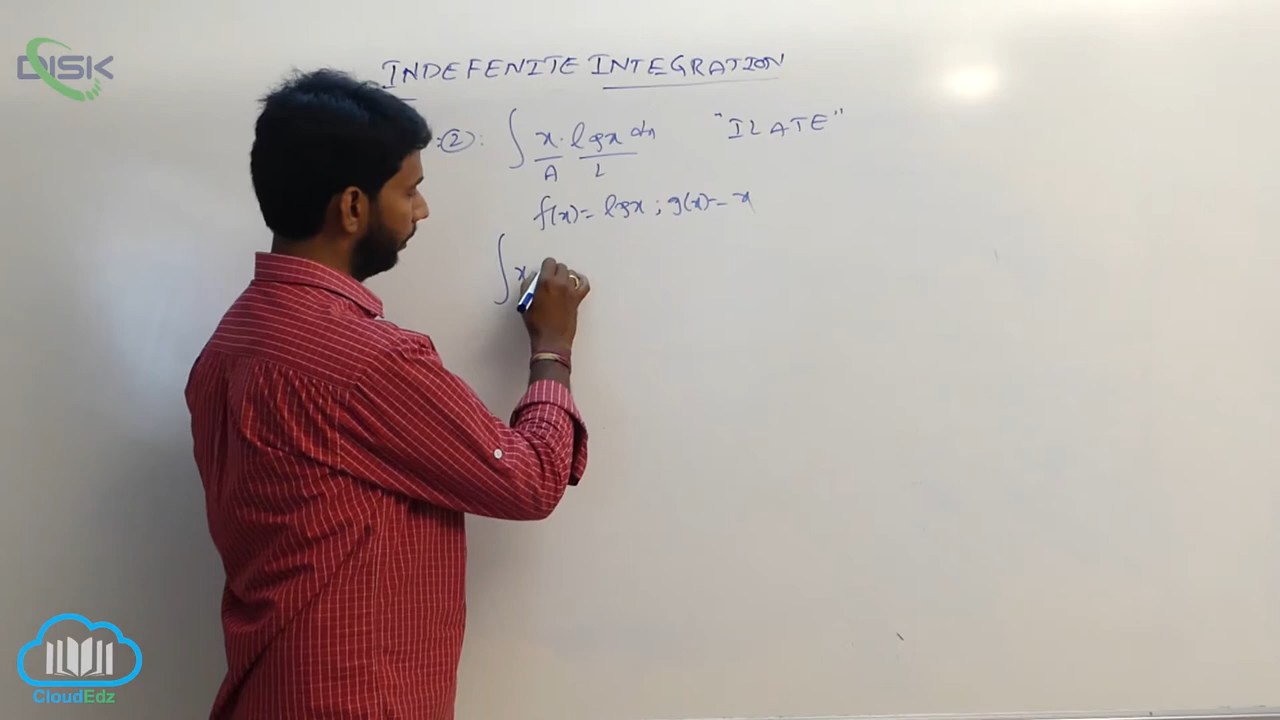 DISK
INDEFENITE INTEGRATION
:②: ∫ x · log x dx "ILATE"
A L
f(x) = log x ; g(x) = x
∫ x
CloudEdz